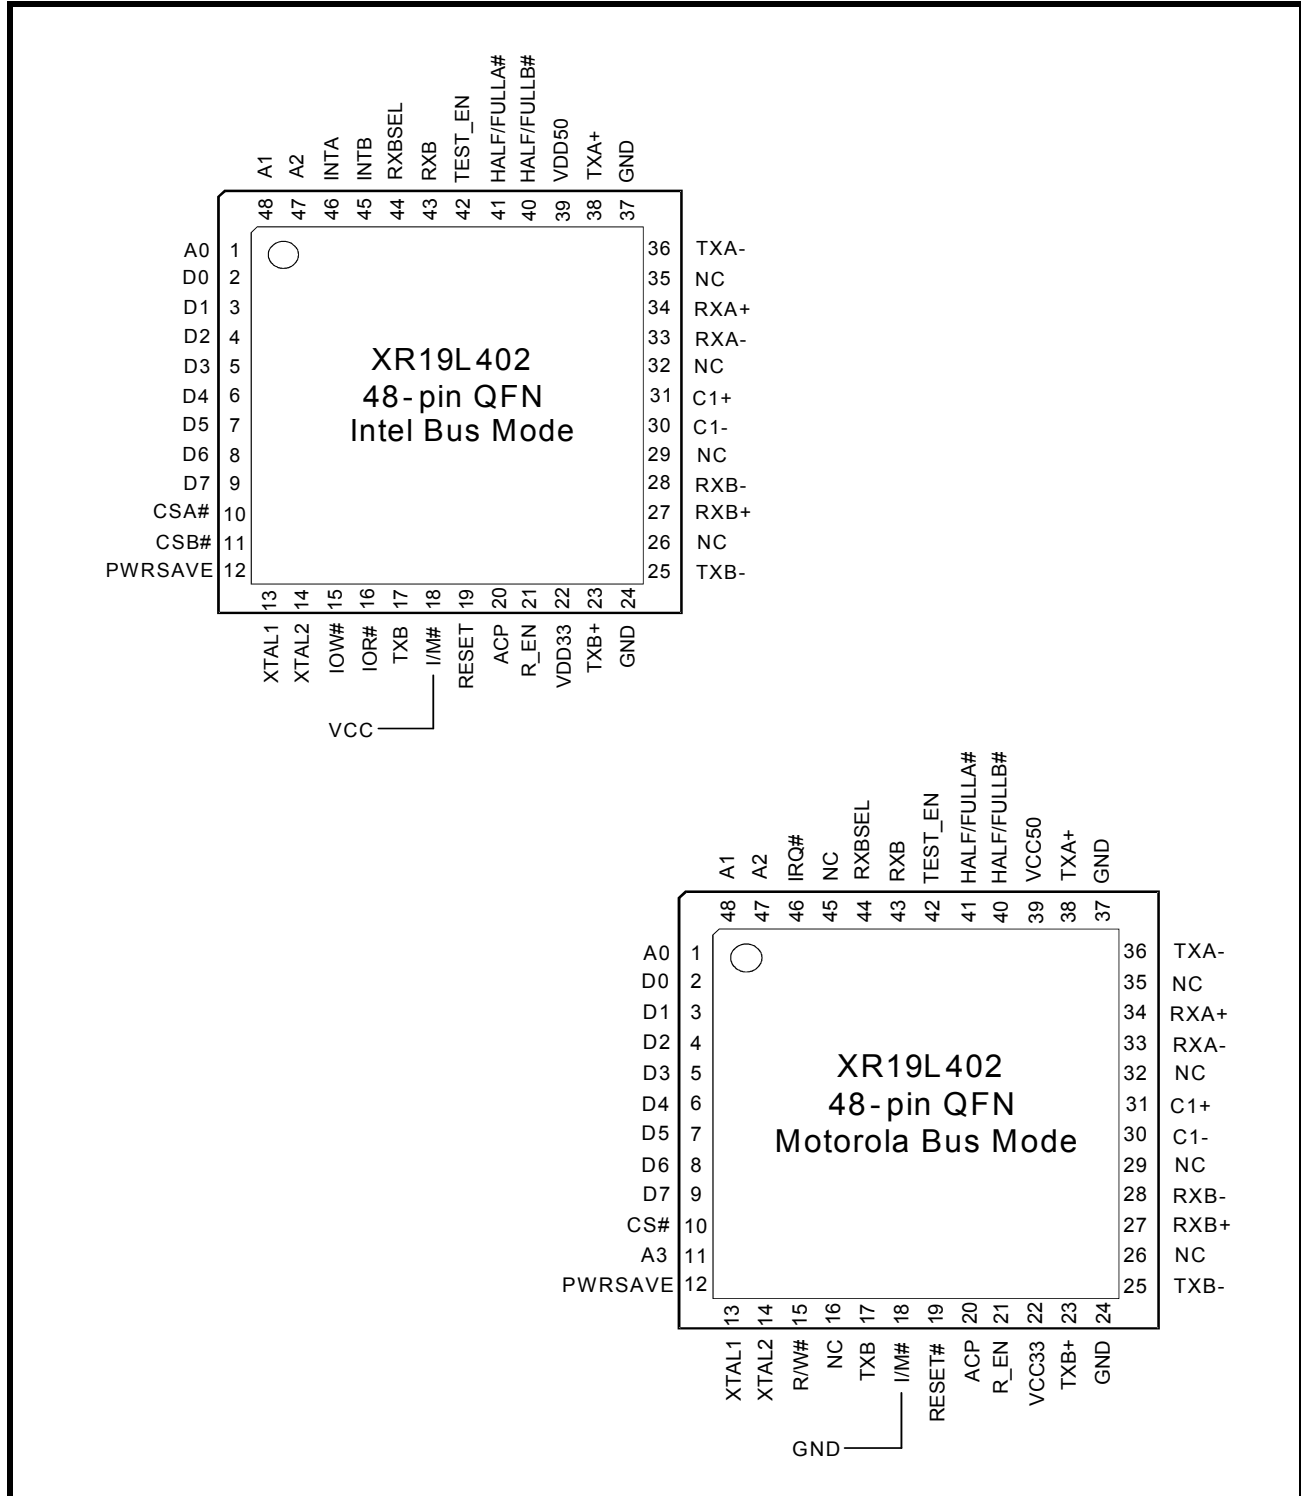 A1 A2 INTA INTB RXBSEL RXB TEST_EN HALF/FULLA# HALF/FULLB# VDD50 TXA+ GND
48 47 46 45 44 43 42 41 40 39 38 37
A0 1 36 TXA-
D0 2 35 NC
D1 3 34 RXA+
D2 4 33 RXA-
D3 5 32 NC
D4 6 31 C1+
D5 7 30 C1-
D6 8 29 NC
D7 9 28 RXB-
CSA# 10 27 RXB+
CSB# 11 26 NC
PWRSAVE 12 25 TXB-
XR19L402
48-pin QFN
Intel Bus Mode
13 14 15 16 17 18 19 20 21 22 23 24
XTAL1 XTAL2 IOW# IOR# TXB I/M# RESET ACP R_EN VDD33 TXB+ GND
VCC
A1 A2 IRQ# NC RXBSEL RXB TEST_EN HALF/FULLA# HALF/FULLB# VCC50 TXA+ GND
48 47 46 45 44 43 42 41 40 39 38 37
A0 1 36 TXA-
D0 2 35 NC
D1 3 34 RXA+
D2 4 33 RXA-
D3 5 32 NC
D4 6 31 C1+
D5 7 30 C1-
D6 8 29 NC
D7 9 28 RXB-
CS# 10 27 RXB+
A3 11 26 NC
PWRSAVE 12 25 TXB-
XR19L402
48-pin QFN
Motorola Bus Mode
13 14 15 16 17 18 19 20 21 22 23 24
XTAL1 XTAL2 R/W# NC TXB I/M# RESET# ACP R_EN VCC33 TXB+ GND
GND